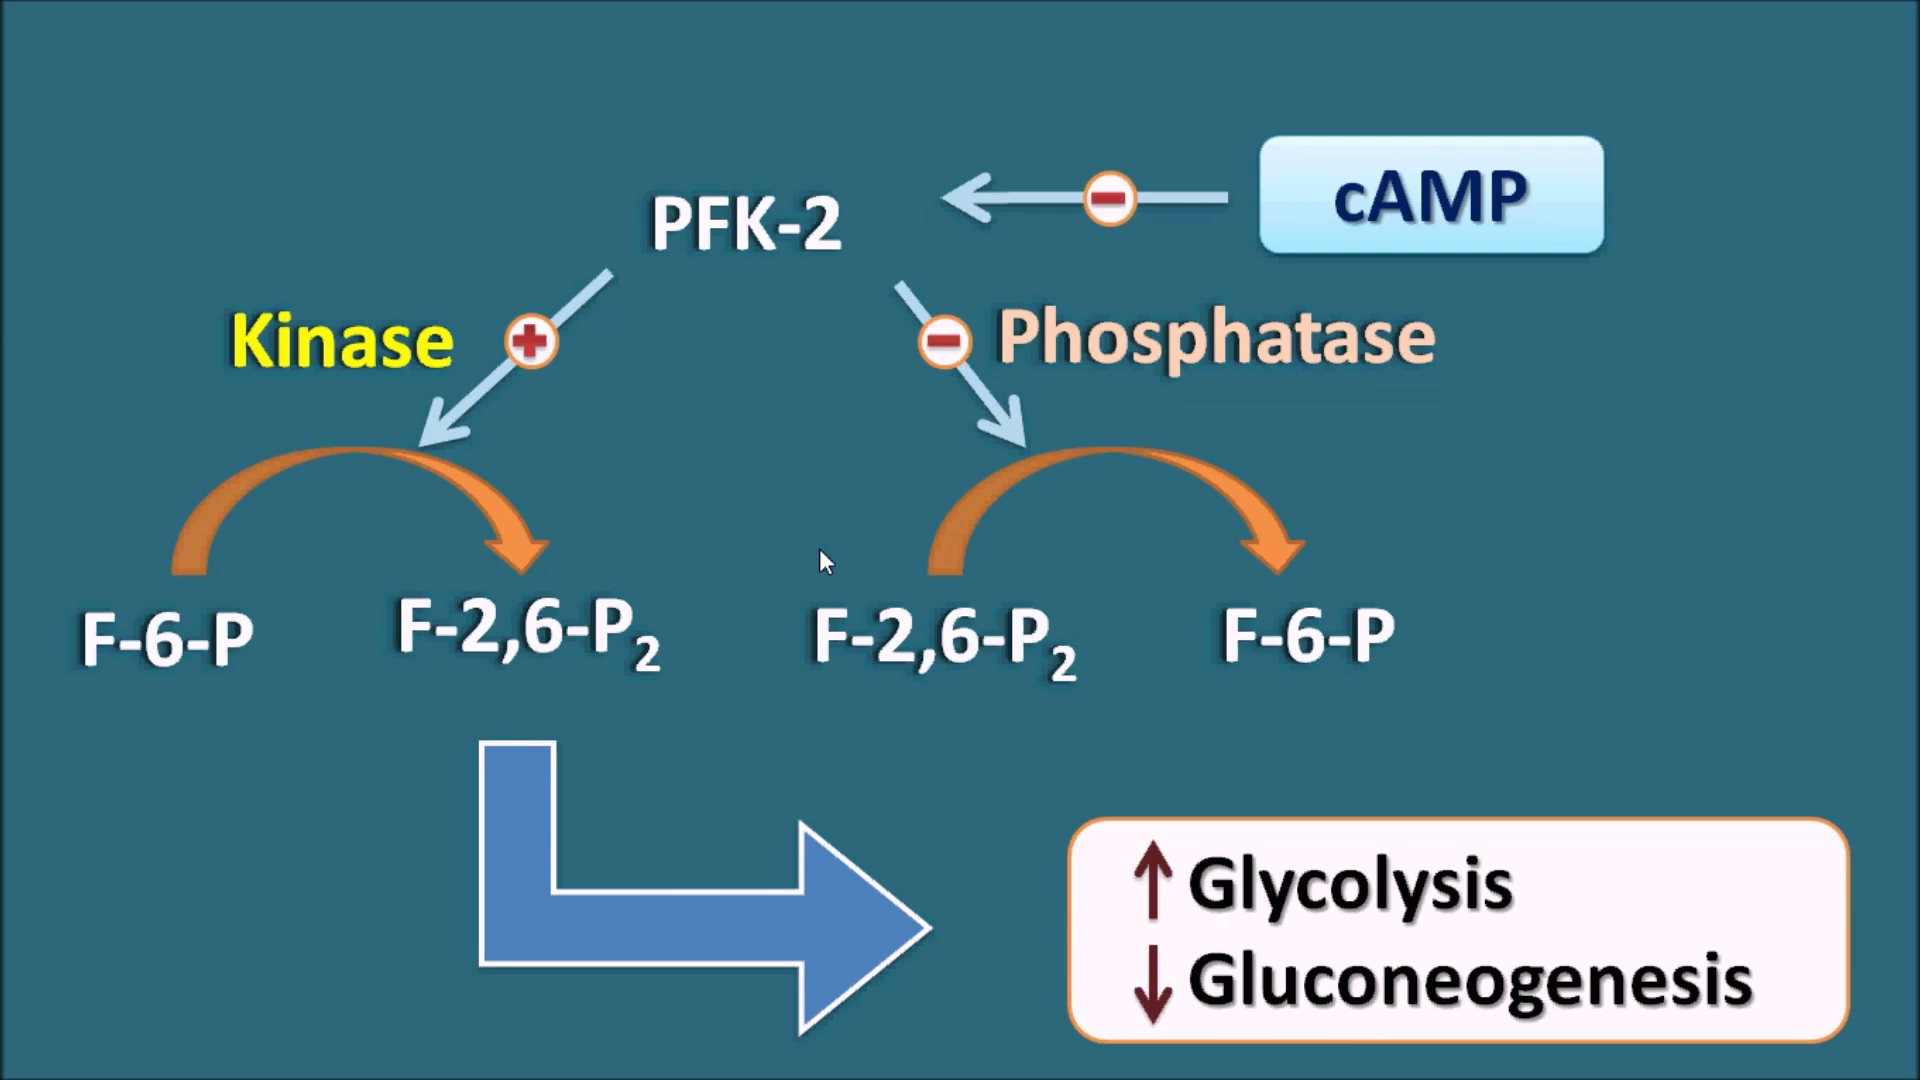 PFK-2
cAMP
Kinase
Phosphatase
F-6-P
F-2,6-P₂
F-2,6-P₂
F-6-P
↑ Glycolysis
↓ Gluconeogenesis